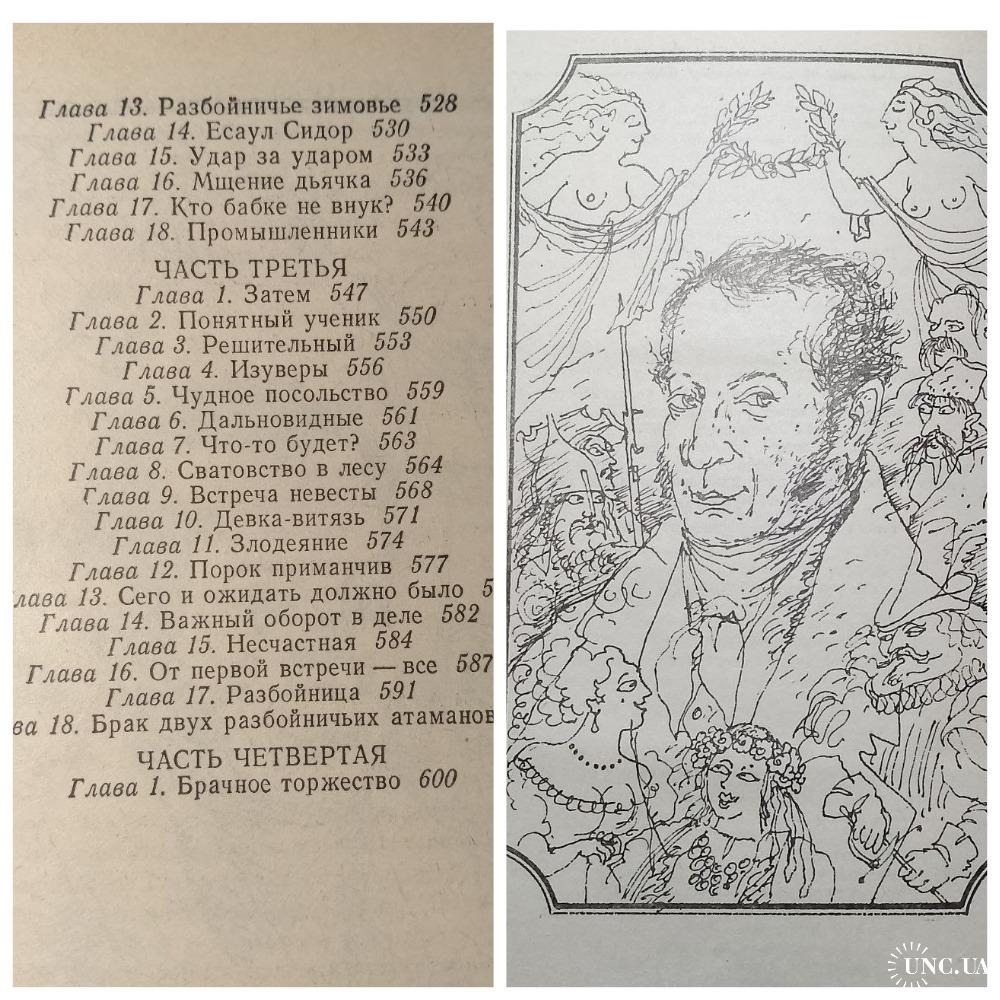 Глава 13. Разбойничье зимовье 528
Глава 14. Есаул Сидор 530
Глава 15. Удар за ударом 533
Глава 16. Мщение дьячка 536
Глава 17. Кто бабке не внук? 540
Глава 18. Промышленники 543
ЧАСТЬ ТРЕТЬЯ
Глава 1. Затем 547
Глава 2. Понятный ученик 550
Глава 3. Решительный 553
Глава 4. Изуверы 556
Глава 5. Чудное посольство 559
Глава 6. Дальновидные 561
Глава 7. Что-то будет? 563
Глава 8. Сватовство в лесу 564
Глава 9. Встреча невесты 568
Глава 10. Девка-витязь 571
Глава 11. Злодеяние 574
Глава 12. Порок приманчив 577
лава 13. Сего и ожидать должно было 5
Глава 14. Важный оборот в деле 582
Глава 15. Несчастная 584
Глава 16. От первой встречи — все 587
Глава 17. Разбойница 591
ва 18. Брак двух разбойничьих атаманов
ЧАСТЬ ЧЕТВЕРТАЯ
Глава 1. Брачное торжество 600
UNC.UA